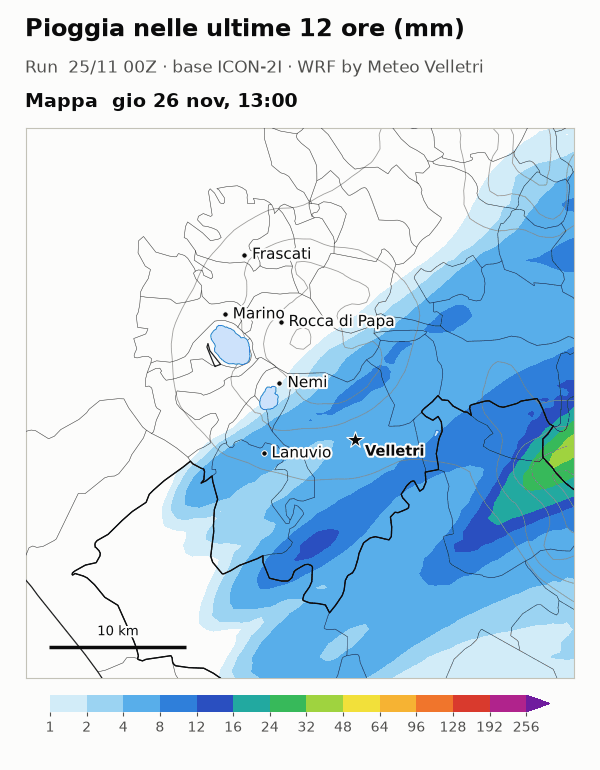 Pioggia nelle ultime 12 ore (mm)
Run  25/11 00Z · base ICON-2I · WRF by Meteo Velletri
Mappa  gio 26 nov, 13:00
Frascati
Marino
Rocca di Papa
Nemi
Velletri
Lanuvio
10 km
1 2 4 8 12 16 24 32 48 64 96 128 192 256